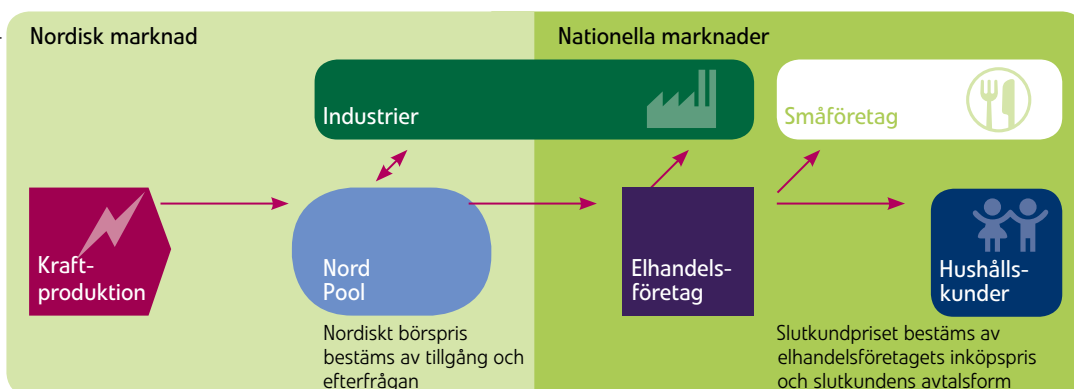 Nordisk marknad
Nationella marknader
Industrier
Småföretag
Kraft-
produktion
Nord
Pool
Elhandels-
företag
Hushålls-
kunder
Nordiskt börspris
bestäms av tillgång och
efterfrågan
Slutkundpriset bestäms av
elhandelsföretagets inköpspris
och slutkundens avtalsform